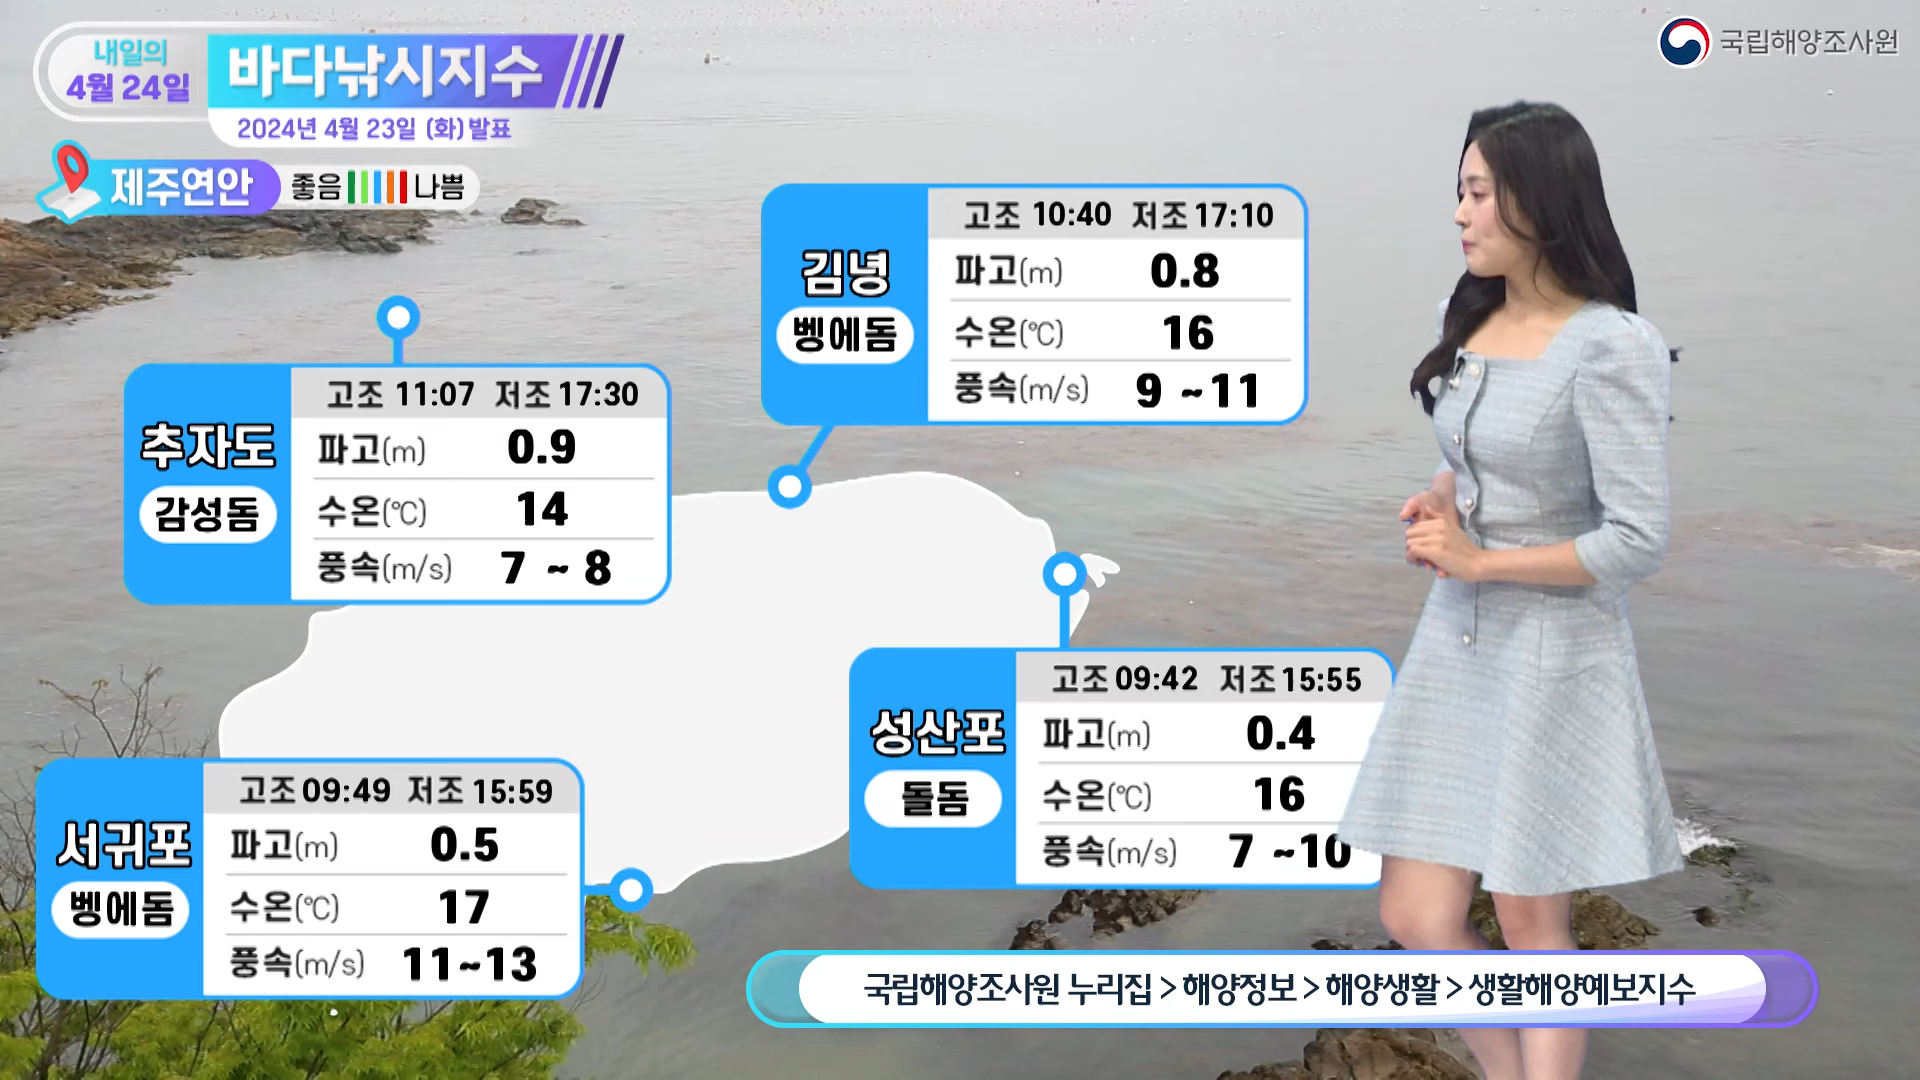 내일의
4월 24일
바다낚시지수
2024년 4월 23일 (화) 발표
국립해양조사원
제주연안
좋음 나쁨
김녕
벵에돔
고조 10:40 저조 17:10
파고(m) 0.8
수온(℃) 16
풍속(m/s) 9 ~11
추자도
감성돔
고조 11:07 저조 17:30
파고(m) 0.9
수온(℃) 14
풍속(m/s) 7 ~ 8
성산포
돌돔
고조 09:42 저조 15:55
파고(m) 0.4
수온(℃) 16
풍속(m/s) 7 ~10
서귀포
벵에돔
고조 09:49 저조 15:59
파고(m) 0.5
수온(℃) 17
풍속(m/s) 11~13
국립해양조사원 누리집 > 해양정보 > 해양생활 > 생활해양예보지수